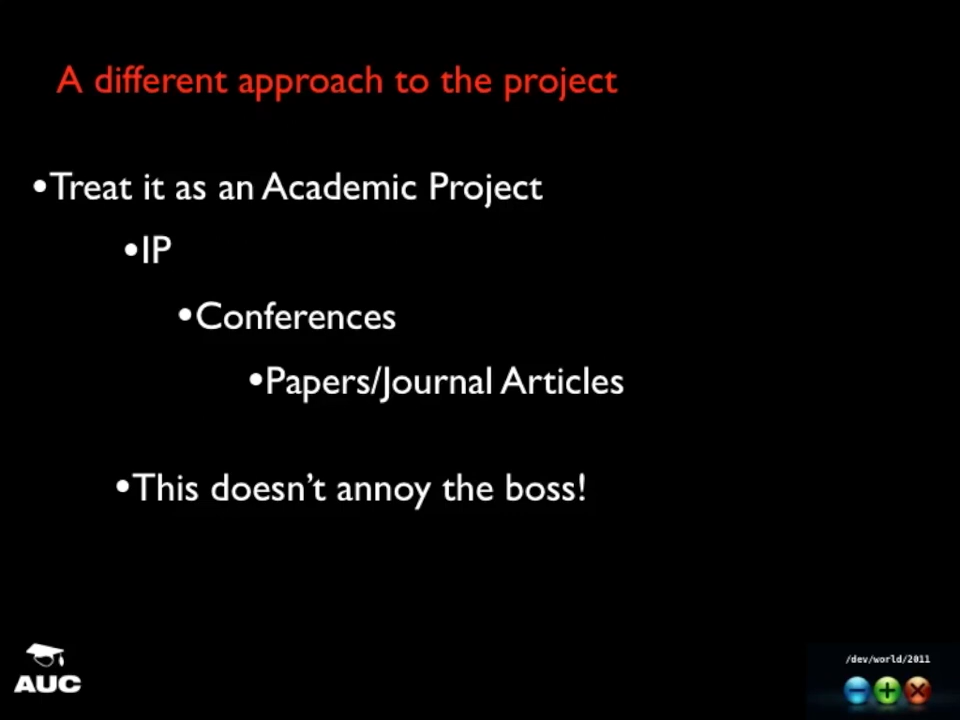 A different approach to the project
•Treat it as an Academic Project
•IP
•Conferences
•Papers/Journal Articles
•This doesn't annoy the boss!
AUC
/dev/world/2011